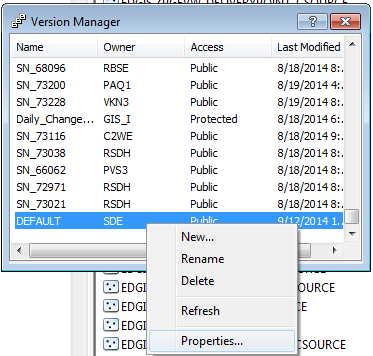 Version Manager
Name Owner Access Last Modified
SN_68096 RBSE Public 8/18/2014 8:..
SN_73200 PAQ1 Public 8/19/2014 4:..
SN_73228 VKN3 Public 8/19/2014 8:..
Daily_Change... GIS_I Protected 8/18/2014 6:..
SN_73116 C2WE Public 8/18/2014 9:..
SN_73038 RSDH Public 8/18/2014 8:..
SN_66062 PVS3 Public 8/18/2014 8:..
SN_72971 RSDH Public 8/18/2014 8:..
SN_73021 RSDH Public 8/18/2014 8:..
DEFAULT SDE Public 9/12/2014 1..
New...
Rename
Delete
Refresh
Properties...
SOURCE
EDGI
SOURCE
EDGI
CE
EDGI
EDGI
CSOURCE